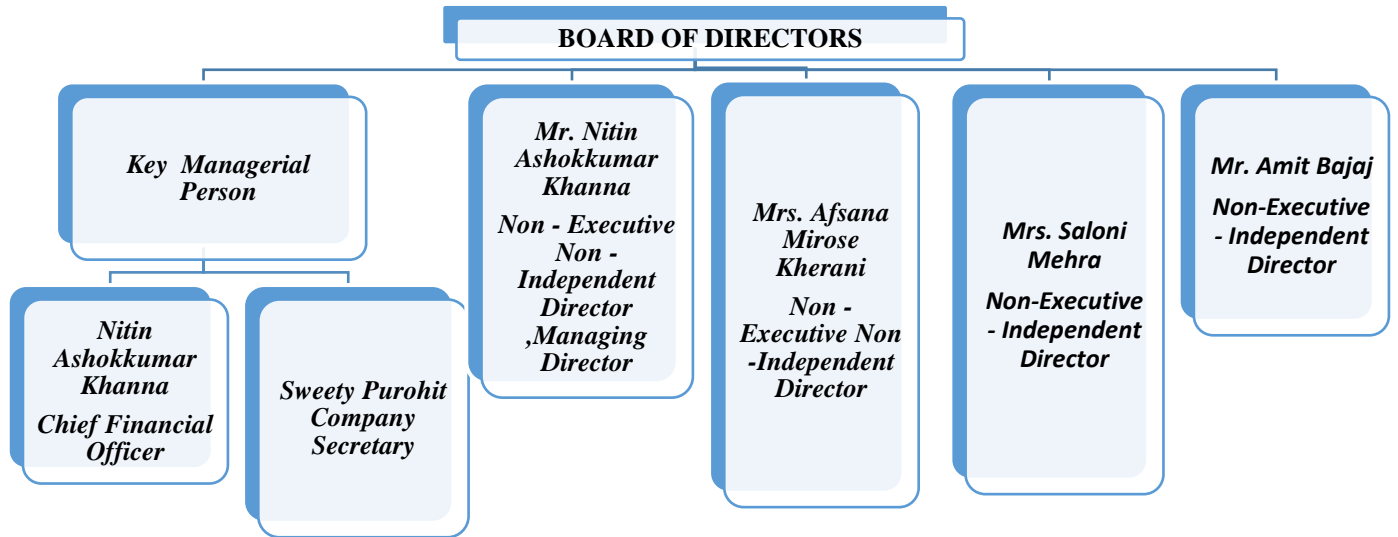 BOARD OF DIRECTORS
Key Managerial
Person
Nitin
Ashokkumar
Khanna
Chief Financial
Officer
Sweety Purohit
Company
Secretary
Mr. Nitin
Ashokkumar
Khanna
Non - Executive
Non -
Independent
Director
,Managing
Director
Mrs. Afsana
Mirose
Kherani
Non -
Executive Non
-Independent
Director
Mrs. Saloni
Mehra
Non-Executive
- Independent
Director
Mr. Amit Bajaj
Non-Executive
- Independent
Director